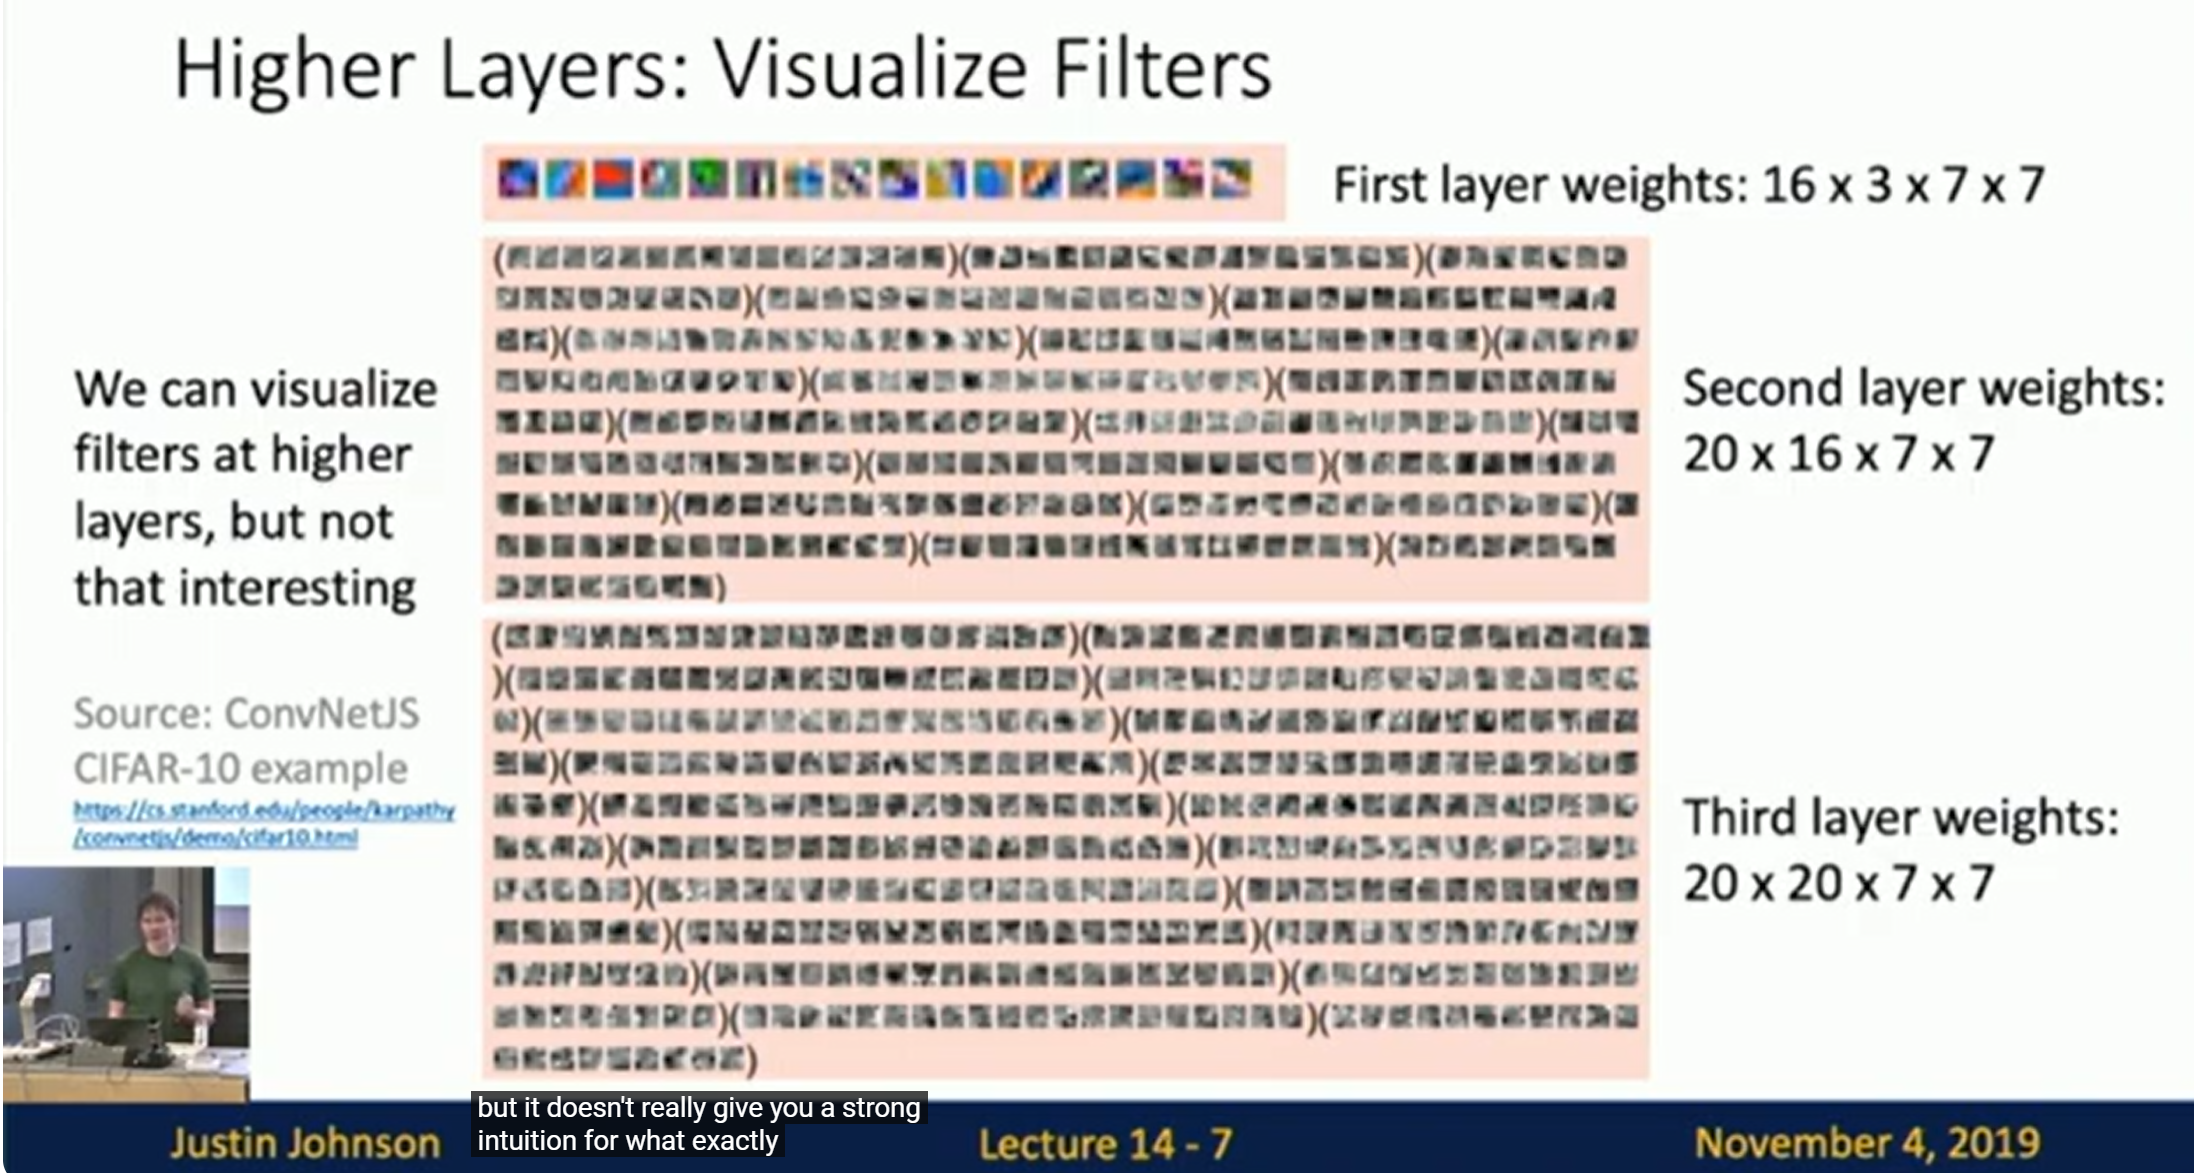 Higher Layers: Visualize Filters
First layer weights: 16 x 3 x 7 x 7
We can visualize
filters at higher
layers, but not
that interesting
Second layer weights:
20 x 16 x 7 x 7
Source: ConvNetJS
CIFAR-10 example
https://cs.stanford.edu/people/karpathy
/convnetjs/demo/cifar10.html
Third layer weights:
20 x 20 x 7 x 7
but it doesn't really give you a strong
intuition for what exactly
Justin Johnson
Lecture 14 - 7
November 4, 2019